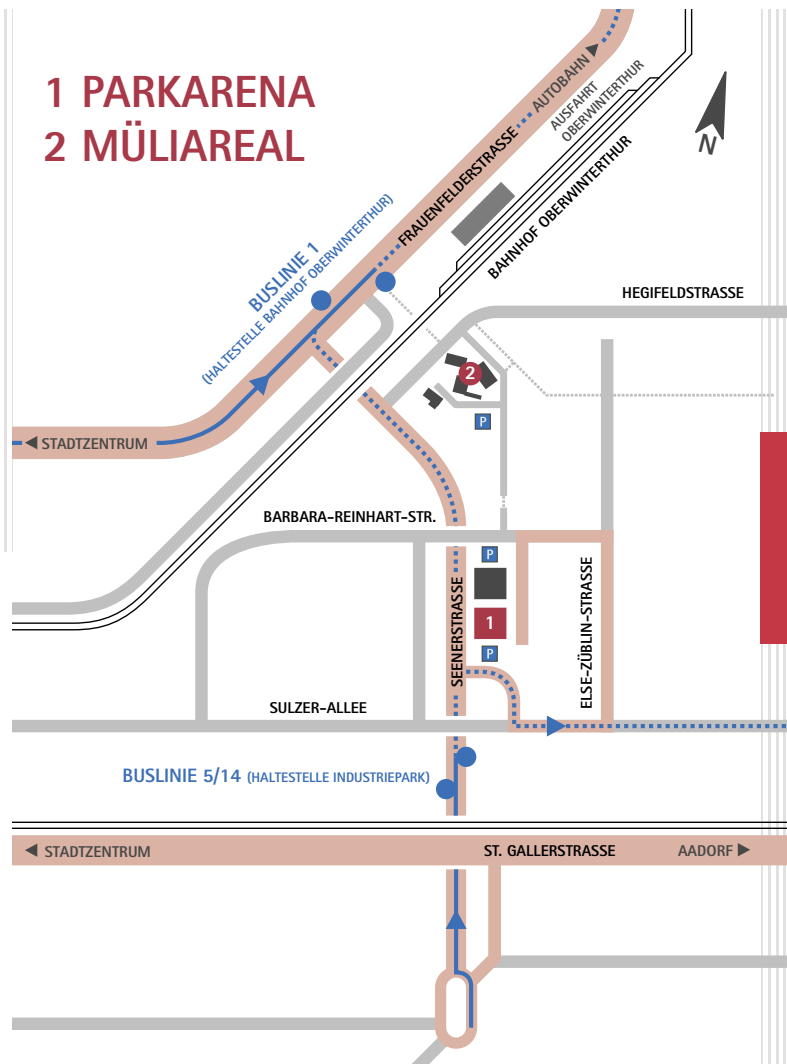 1 PARKARENA
2 MÜLIAREAL
AUTOBAHN
AUSFAHRT
OBERWINTERTHUR
N
FRAUENFELDERSTRASSE
BAHNHOF OBERWINTERTHUR
BUSLINIE 1
(HALTESTELLE BAHNHOF OBERWINTERTHUR)
HEGIFELDSTRASSE
2
P
STADTZENTRUM
BARBARA-REINHART-STR.
P
1
P
SEENERSTRASSE
ELSE-ZÜBLIN-STRASSE
SULZER-ALLEE
BUSLINIE 5/14 (HALTESTELLE INDUSTRIEPARK)
STADTZENTRUM
ST. GALLERSTRASSE
AADORF